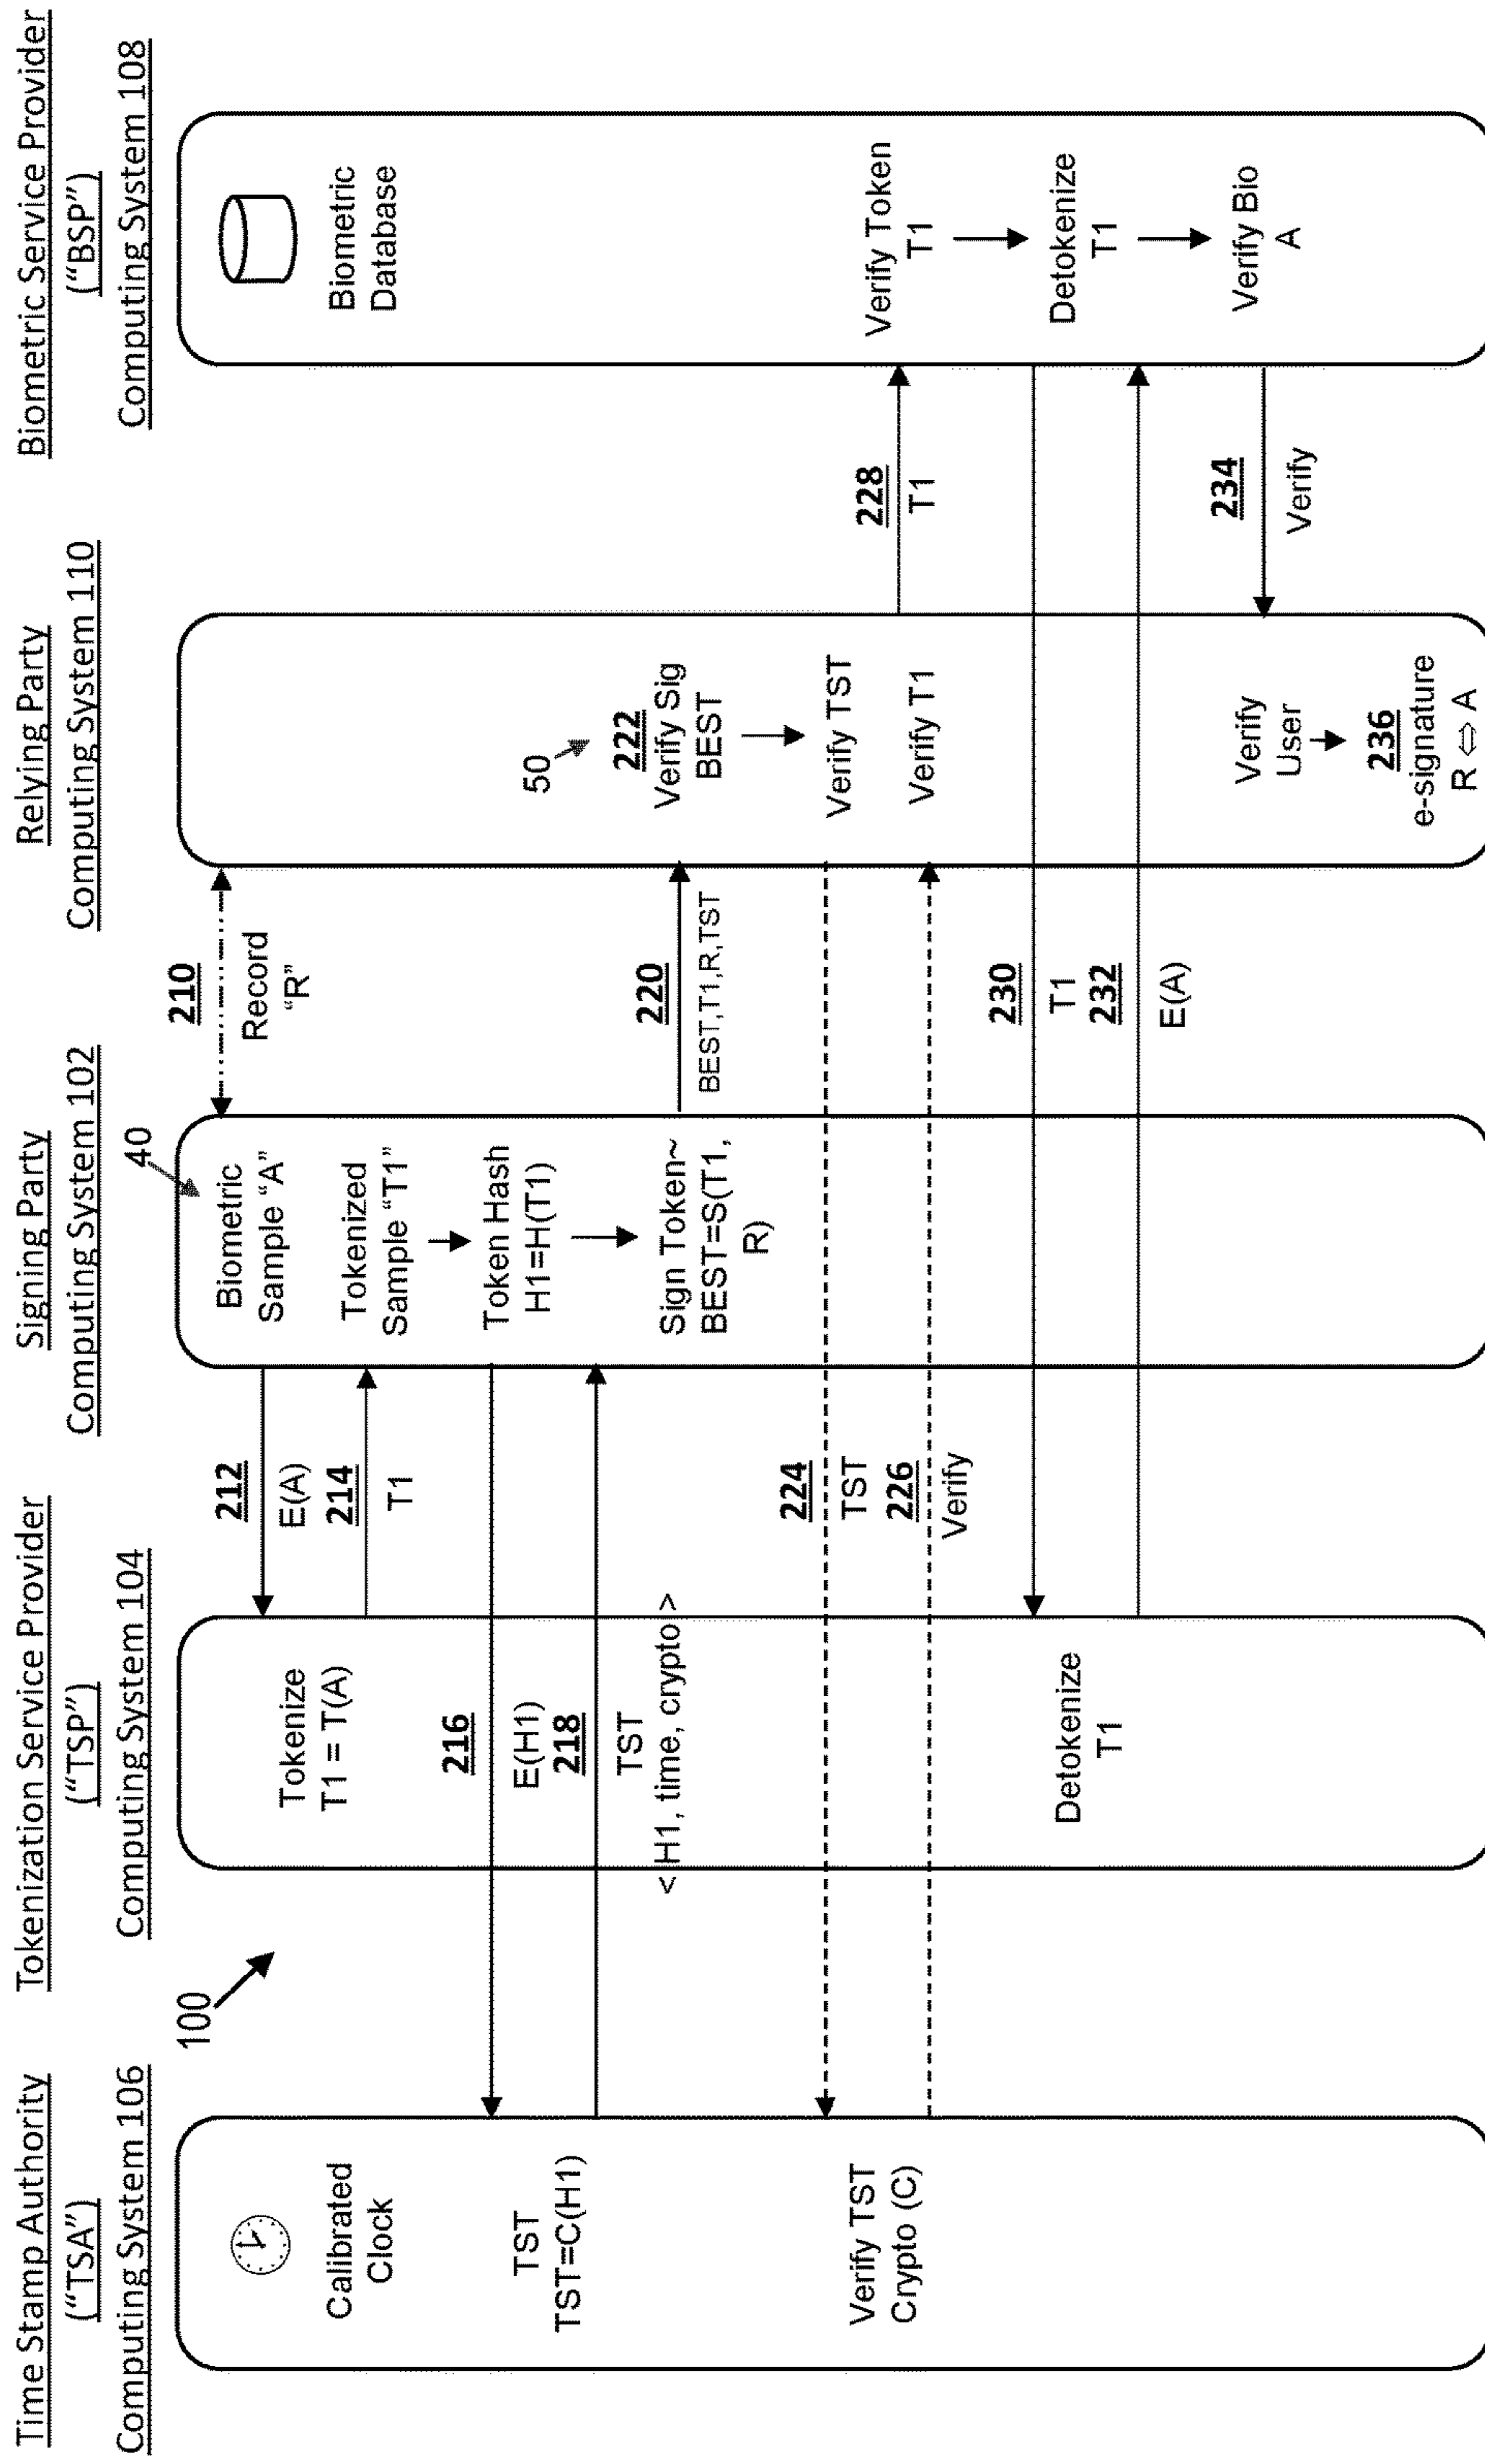 Time Stamp Authority
("TSA")
Computing System 106
Calibrated
Clock
TST
TST=C(H1)
Verify TST
Crypto (C)
100
Tokenization Service Provider
("TSP")
Computing System 104
Tokenize
T1 = T(A)
216
E(H1)
218
TST
< H1, time, crypto >
Detokenize
T1
212
E(A)
214
T1
224
TST
226
Verify
Signing Party
Computing System 102
40
Biometric
Sample "A"
Tokenized
Sample "T1"
Token Hash
H1=H(T1)
Sign Token~
BEST=S(T1,
R)
210
Record
"R"
220
BEST,T1,R,TST
230
T1
232
E(A)
Relying Party
Computing System 110
50
222
Verify Sig
BEST
Verify TST
Verify T1
Verify
User
236
e-signature
R ⇔ A
228
T1
234
Verify
Biometric Service Provider
("BSP")
Computing System 108
Biometric
Database
Verify Token
T1
Detokenize
T1
Verify Bio
A